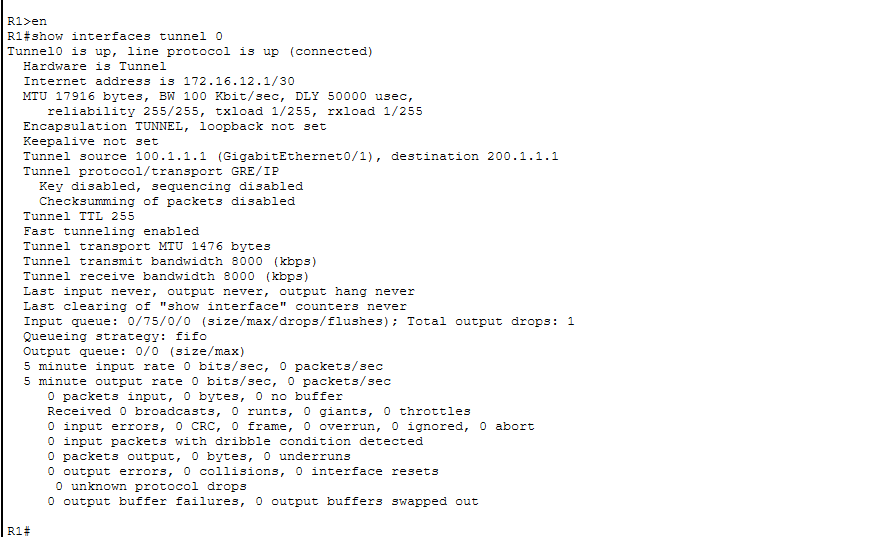 R1>en
R1#show interfaces tunnel 0
Tunnel0 is up, line protocol is up (connected)
  Hardware is Tunnel
  Internet address is 172.16.12.1/30
  MTU 17916 bytes, BW 100 Kbit/sec, DLY 50000 usec,
     reliability 255/255, txload 1/255, rxload 1/255
  Encapsulation TUNNEL, loopback not set
  Keepalive not set
  Tunnel source 100.1.1.1 (GigabitEthernet0/1), destination 200.1.1.1
  Tunnel protocol/transport GRE/IP
    Key disabled, sequencing disabled
    Checksumming of packets disabled
  Tunnel TTL 255
  Fast tunneling enabled
  Tunnel transport MTU 1476 bytes
  Tunnel transmit bandwidth 8000 (kbps)
  Tunnel receive bandwidth 8000 (kbps)
  Last input never, output never, output hang never
  Last clearing of "show interface" counters never
  Input queue: 0/75/0/0 (size/max/drops/flushes); Total output drops: 1
  Queueing strategy: fifo
  Output queue: 0/0 (size/max)
  5 minute input rate 0 bits/sec, 0 packets/sec
  5 minute output rate 0 bits/sec, 0 packets/sec
     0 packets input, 0 bytes, 0 no buffer
     Received 0 broadcasts, 0 runts, 0 giants, 0 throttles
     0 input errors, 0 CRC, 0 frame, 0 overrun, 0 ignored, 0 abort
     0 input packets with dribble condition detected
     0 packets output, 0 bytes, 0 underruns
     0 output errors, 0 collisions, 0 interface resets
      0 unknown protocol drops
     0 output buffer failures, 0 output buffers swapped out
R1#